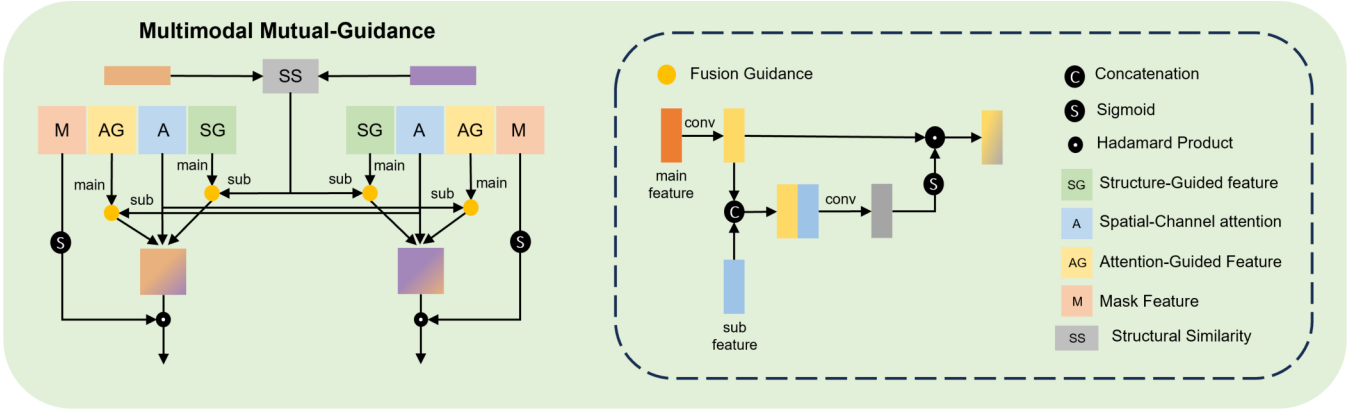 Multimodal Mutual-Guidance
SS
M AG A SG
SG A AG M
main
main
main
main
sub
sub
sub
sub
S
S
Fusion Guidance
conv
main
feature
C
conv
S
sub
feature
C Concatenation
S Sigmoid
Hadamard Product
SG Structure-Guided feature
A Spatial-Channel attention
AG Attention-Guided Feature
M Mask Feature
SS Structural Similarity